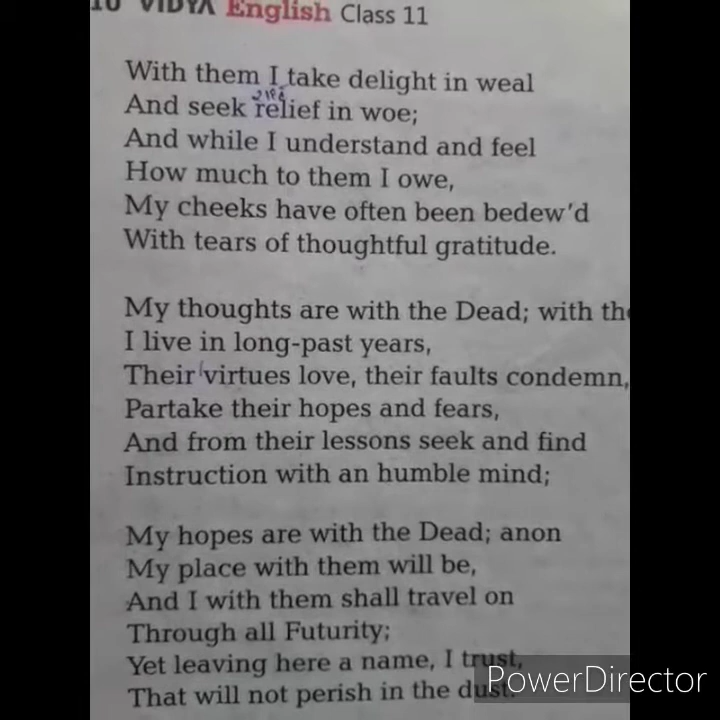 10 VIDYA English Class 11
With them I take delight in weal
And seek relief in woe;
And while I understand and feel
How much to them I owe,
My cheeks have often been bedew'd
With tears of thoughtful gratitude.
My thoughts are with the Dead; with
I live in long-past years,
Their virtues love, their faults condemn,
Partake their hopes and fears,
And from their lessons seek and find
Instruction with an humble mind;
My hopes are with the Dead; anon
My place with them will be,
And I with them shall travel on
Through all Futurity;
Yet leaving here a name, I trust,
That will not perish in the dust.
PowerDirector